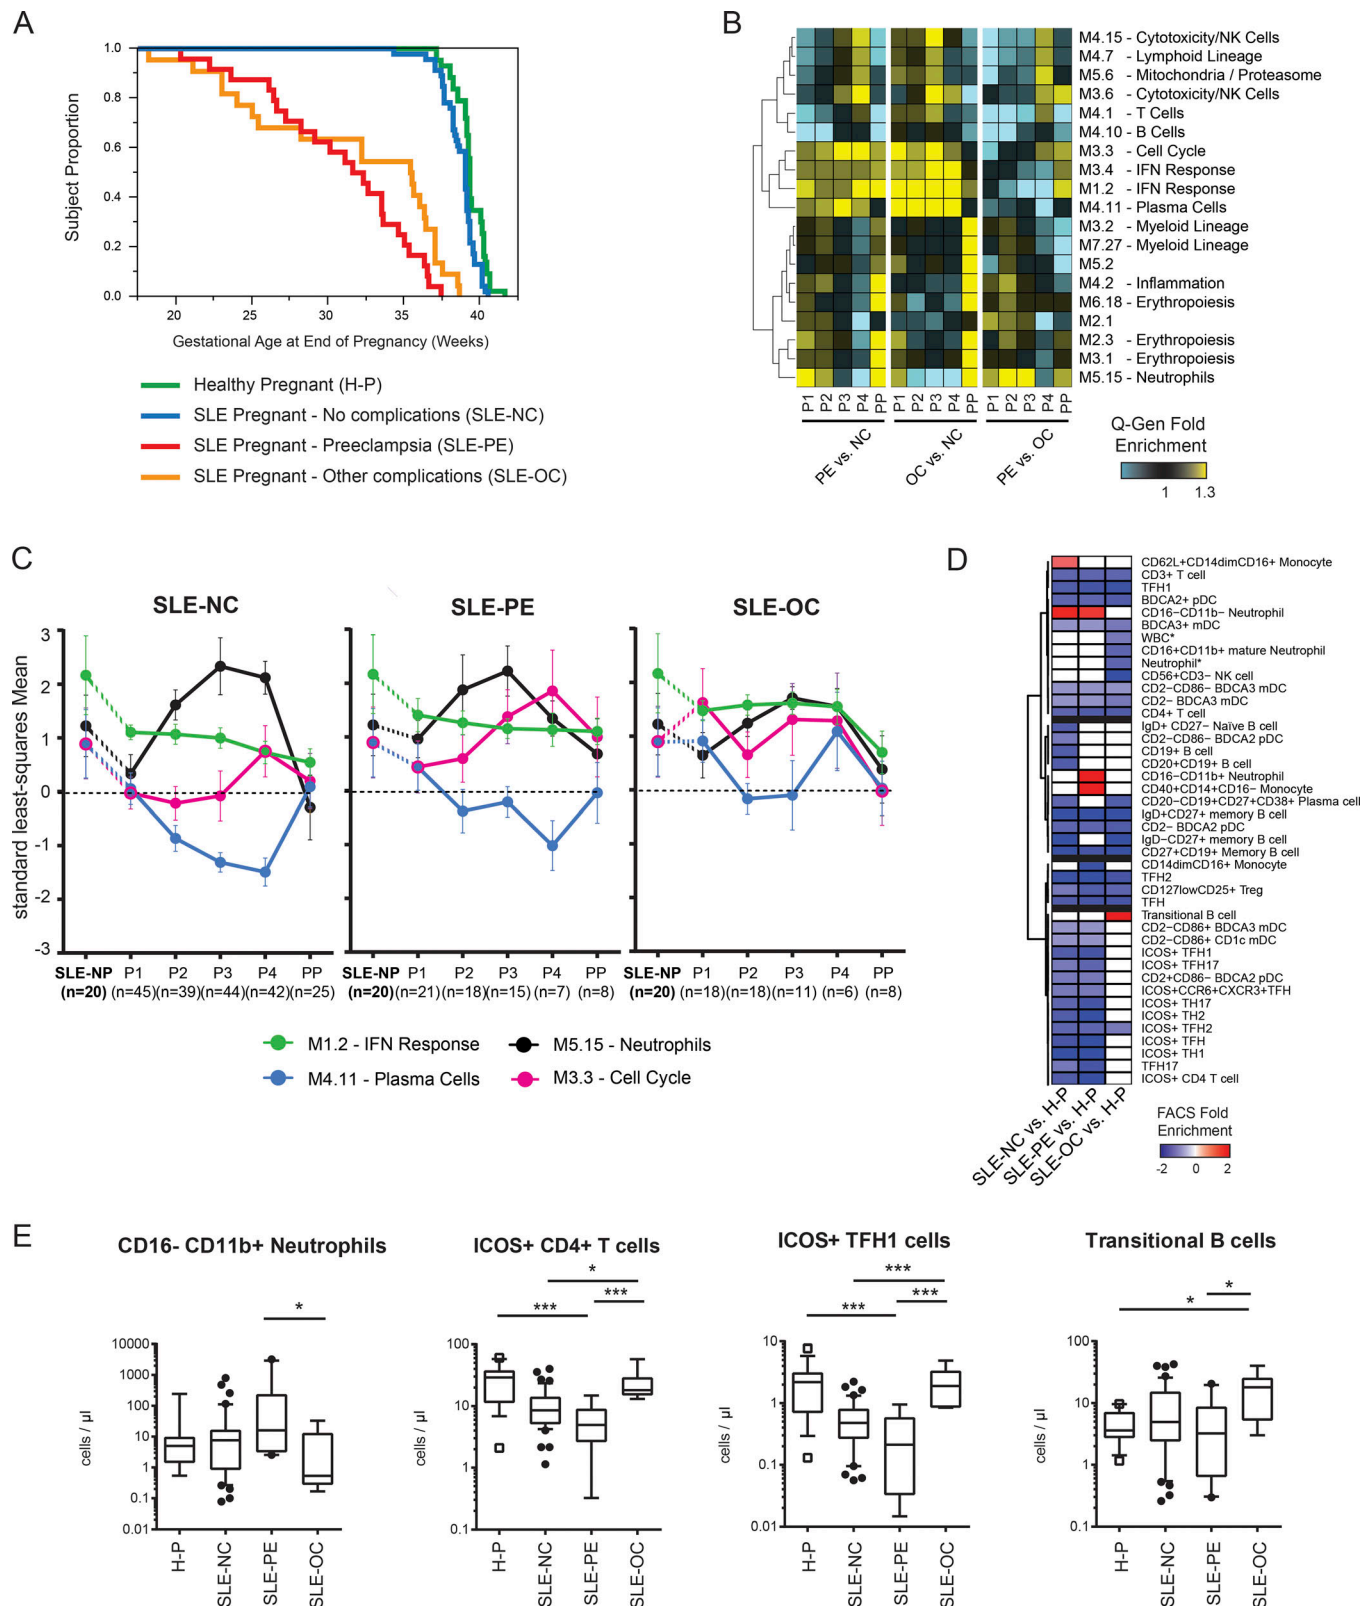 A
1.0
0.8
0.6
0.4
0.2
0.0
Subject Proportion
20 25 30 35 40
Gestational Age at End of Pregnancy (Weeks)
Healthy Pregnant (H-P)
SLE Pregnant - No complications (SLE-NC)
SLE Pregnant - Preeclampsia (SLE-PE)
SLE Pregnant - Other complications (SLE-OC)
B
M4.15 - Cytotoxicity/NK Cells
M4.7 - Lymphoid Lineage
M5.6 - Mitochondria / Proteasome
M3.6 - Cytotoxicity/NK Cells
M4.1 - T Cells
M4.10 - B Cells
M3.3 - Cell Cycle
M3.4 - IFN Response
M1.2 - IFN Response
M4.11 - Plasma Cells
M3.2 - Myeloid Lineage
M7.27 - Myeloid Lineage
M5.2
M4.2 - Inflammation
M6.18 - Erythropoiesis
M2.1
M2.3 - Erythropoiesis
M3.1 - Erythropoiesis
M5.15 - Neutrophils
P1 P2 P3 P4 PP P1 P2 P3 P4 PP P1 P2 P3 P4 PP
PE vs. NC OC vs. NC PE vs. OC
Q-Gen Fold
Enrichment
1 1.3
C
SLE-NC SLE-PE SLE-OC
standard least-squares Mean
3
2
1
0
-1
-2
-3
SLE-NP P1 P2 P3 P4 PP SLE-NP P1 P2 P3 P4 PP SLE-NP P1 P2 P3 P4 PP
(n=20) (n=45) (n=39) (n=44) (n=42) (n=25) (n=20) (n=21) (n=18) (n=15) (n=7) (n=8) (n=20) (n=18) (n=18) (n=11) (n=6) (n=8)
M1.2 - IFN Response M5.15 - Neutrophils
M4.11 - Plasma Cells M3.3 - Cell Cycle
D
CD62L+CD14dimCD16+ Monocyte
CD3+ T cell
TFH1
BDCA2+ pDC
CD16−CD11b− Neutrophil
BDCA3+ mDC
WBC*
CD16+CD11b+ mature Neutrophil
Neutrophil*
CD56+CD3− NK cell
CD2−CD86− BDCA3 mDC
CD2− BDCA3 mDC
CD4+ T cell
IgD+ CD27− Naïve B cell
CD2−CD86− BDCA2 pDC
CD19+ B cell
CD20+CD19+ B cell
CD16−CD11b+ Neutrophil
CD40+CD14+CD16− Monocyte
CD20−CD19+CD27+CD38+ Plasma cell
IgD+CD27+ memory B cell
CD2− BDCA2 pDC
IgD−CD27+ memory B cell
CD27+CD19+ Memory B cell
CD14dimCD16+ Monocyte
TFH2
CD127lowCD25+ Treg
TFH
Transitional B cell
CD2−CD86+ BDCA3 mDC
CD2−CD86+ CD1c mDC
ICOS+ TFH1
ICOS+ TFH17
CD2+CD86− BDCA2 pDC
ICOS+CCR6+CXCR3+TFH
ICOS+ TH17
ICOS+ TH2
ICOS+ TFH2
ICOS+ TFH
ICOS+ TH1
TFH17
ICOS+ CD4 T cell
SLE-NC vs. H-P
SLE-PE vs. H-P
SLE-OC vs. H-P
FACS Fold
Enrichment
-2 0 2
E
CD16- CD11b+ Neutrophils
*
10000
1000
100
10
1
0.1
0.01
cells / µl
H-P SLE-NC SLE-PE SLE-OC
ICOS+ CD4+ T cells
*
***
***
100
10
1
0.1
cells / µl
H-P SLE-NC SLE-PE SLE-OC
ICOS+ TFH1 cells
***
***
***
10
1
0.1
0.01
cells / µl
H-P SLE-NC SLE-PE SLE-OC
Transitional B cells
*
*
100
10
1
0.1
cells / µl
H-P SLE-NC SLE-PE SLE-OC